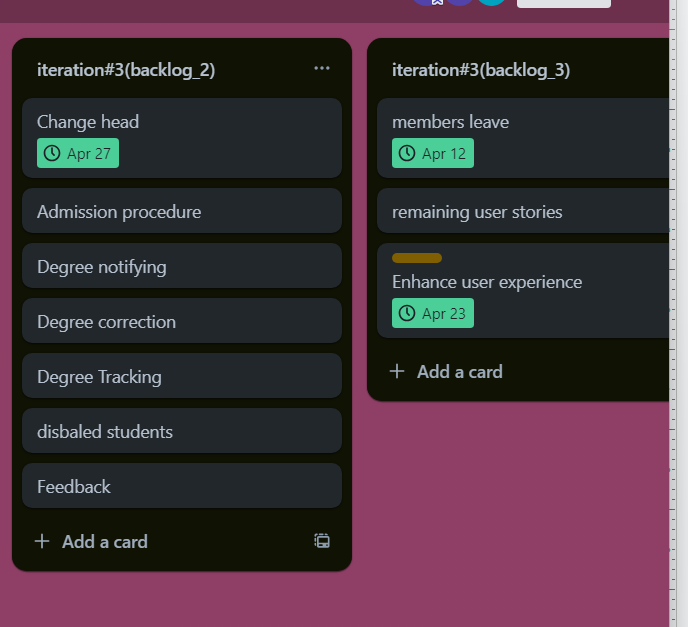 iteration#3(backlog_2)
Change head
Apr 27
Admission procedure
Degree notifying
Degree correction
Degree Tracking
disbaled students
Feedback
Add a card
iteration#3(backlog_3)
members leave
Apr 12
remaining user stories
Enhance user experience
Apr 23
Add a card